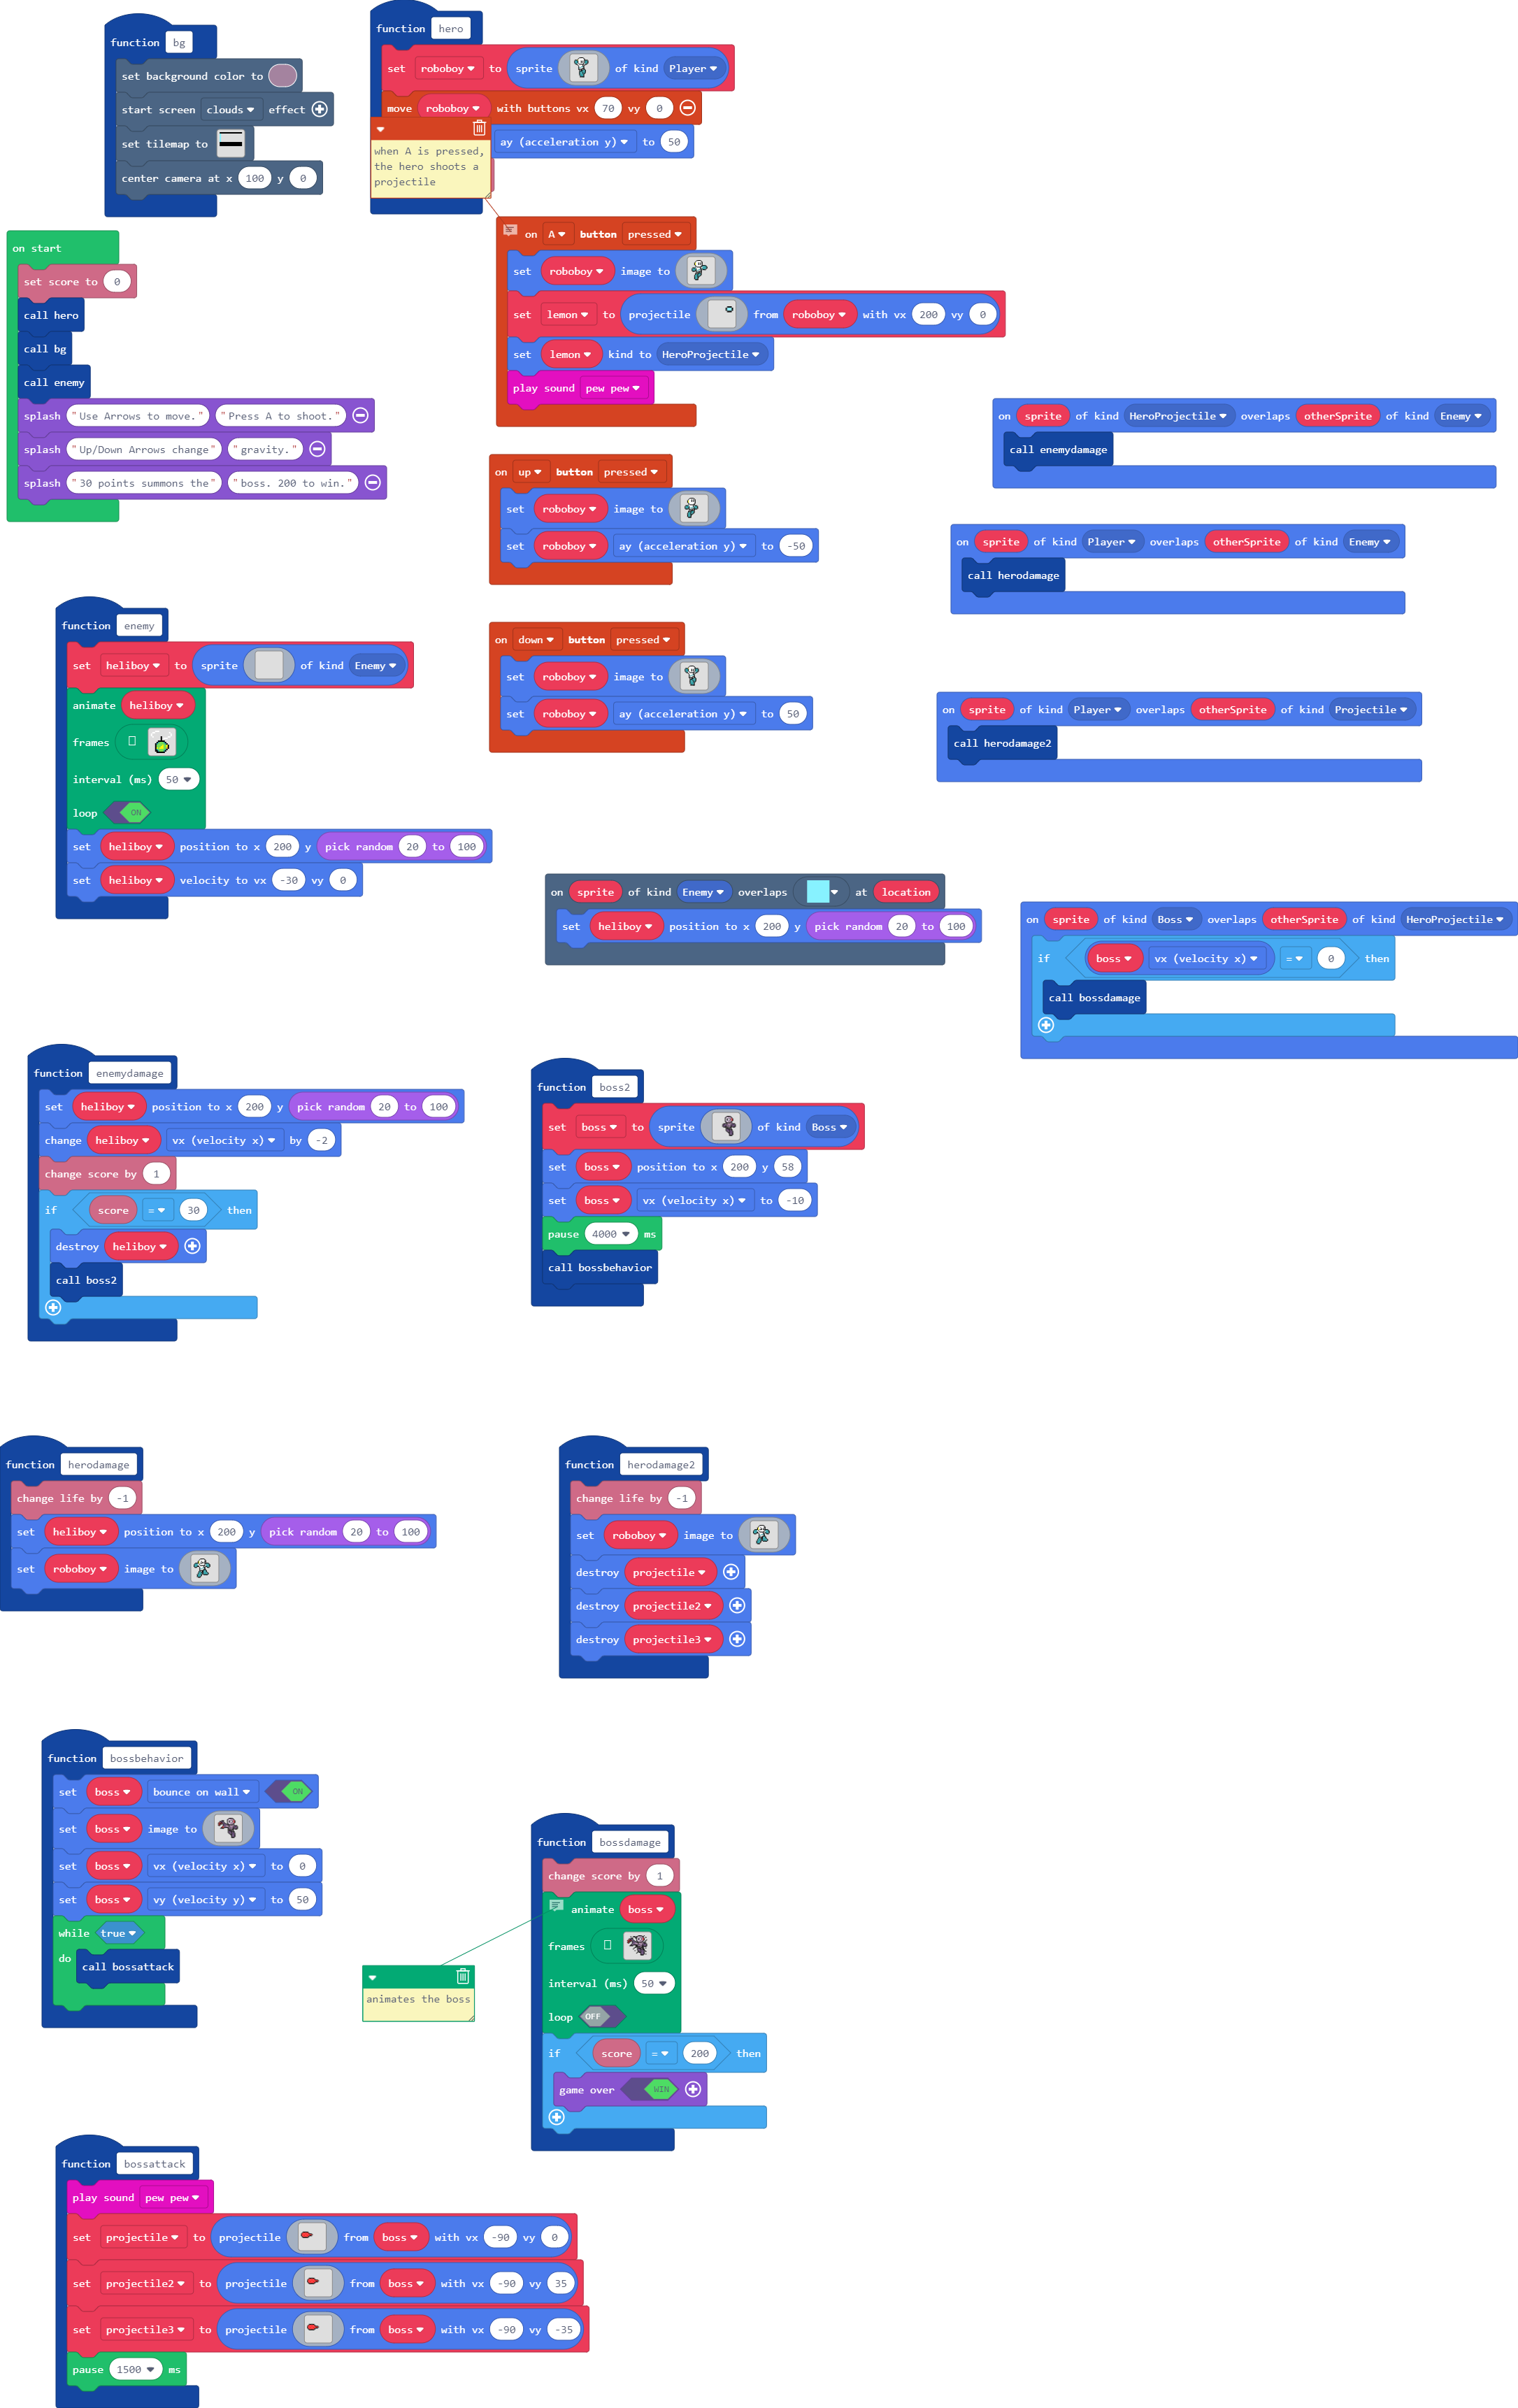 function bg
set background color to
start screen clouds effect
set tilemap to
center camera at x 100 y 0
function hero
set roboboy to sprite of kind Player
move roboboy with buttons vx 70 vy 0
ay (acceleration y) to 50
when A is pressed,
the hero shoots a
projectile
on start
set score to 0
call hero
call bg
call enemy
splash "Use Arrows to move." "Press A to shoot."
splash "Up/Down Arrows change" "gravity."
splash "30 points summons the" "boss. 200 to win."
on A button pressed
set roboboy image to
set lemon to projectile from roboboy with vx 200 vy 0
set lemon kind to HeroProjectile
play sound pew pew
on up button pressed
set roboboy image to
set roboboy ay (acceleration y) to -50
on down button pressed
set roboboy image to
set roboboy ay (acceleration y) to 50
on sprite of kind HeroProjectile overlaps otherSprite of kind Enemy
call enemydamage
on sprite of kind Player overlaps otherSprite of kind Enemy
call herodamage
on sprite of kind Player overlaps otherSprite of kind Projectile
call herodamage2
function enemy
set heliboy to sprite of kind Enemy
animate heliboy
frames
interval (ms) 50
loop ON
set heliboy position to x 200 y pick random 20 to 100
set heliboy velocity to vx -30 vy 0
on sprite of kind Enemy overlaps at location
set heliboy position to x 200 y pick random 20 to 100
on sprite of kind Boss overlaps otherSprite of kind HeroProjectile
if boss vx (velocity x) = 0 then
call bossdamage
function enemydamage
set heliboy position to x 200 y pick random 20 to 100
change heliboy vx (velocity x) by -2
change score by 1
if score = 30 then
destroy heliboy
call boss2
function boss2
set boss to sprite of kind Boss
set boss position to x 200 y 58
set boss vx (velocity x) to -10
pause 4000 ms
call bossbehavior
function herodamage
change life by -1
set heliboy position to x 200 y pick random 20 to 100
set roboboy image to
function herodamage2
change life by -1
set roboboy image to
destroy projectile
destroy projectile2
destroy projectile3
function bossbehavior
set boss bounce on wall ON
set boss image to
set boss vx (velocity x) to 0
set boss vy (velocity y) to 50
while true
do call bossattack
animates the boss
function bossdamage
change score by 1
animate boss
frames
interval (ms) 50
loop OFF
if score = 200 then
game over WIN
function bossattack
play sound pew pew
set projectile to projectile from boss with vx -90 vy 0
set projectile2 to projectile from boss with vx -90 vy 35
set projectile3 to projectile from boss with vx -90 vy -35
pause 1500 ms